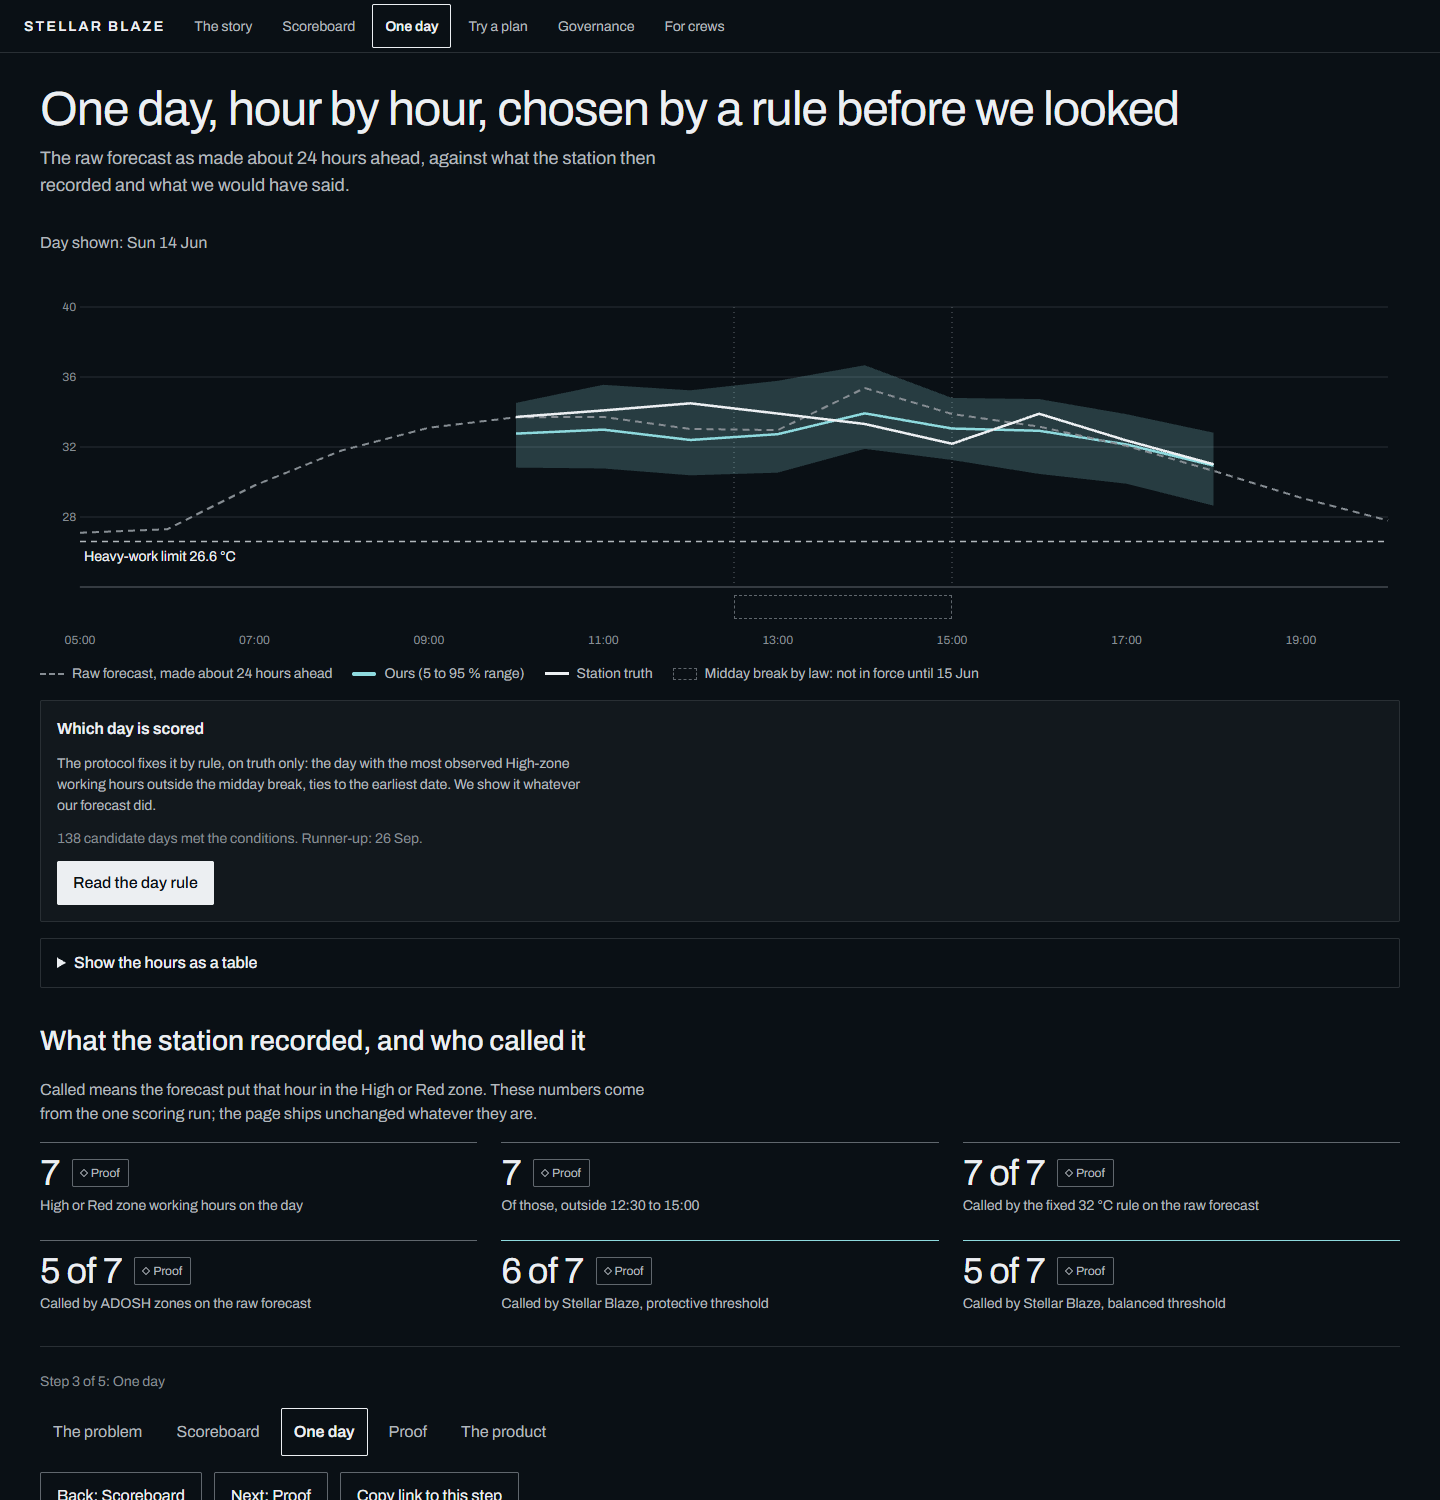 STELLAR BLAZE The story Scoreboard One day Try a plan Governance For crews
One day, hour by hour, chosen by a rule before we looked
The raw forecast as made about 24 hours ahead, against what the station then
recorded and what we would have said.
Day shown: Sun 14 Jun
40
36
32
28
Heavy-work limit 26.6 °C
05:00 07:00 09:00 11:00 13:00 15:00 17:00 19:00
Raw forecast, made about 24 hours ahead Ours (5 to 95 % range) Station truth Midday break by law: not in force until 15 Jun
Which day is scored
The protocol fixes it by rule, on truth only: the day with the most observed High-zone
working hours outside the midday break, ties to the earliest date. We show it whatever
our forecast did.
138 candidate days met the conditions. Runner-up: 26 Sep.
Read the day rule
Show the hours as a table
What the station recorded, and who called it
Called means the forecast put that hour in the High or Red zone. These numbers come
from the one scoring run; the page ships unchanged whatever they are.
7 ◇ Proof 7 ◇ Proof 7 of 7 ◇ Proof
High or Red zone working hours on the day Of those, outside 12:30 to 15:00 Called by the fixed 32 °C rule on the raw forecast
5 of 7 ◇ Proof 6 of 7 ◇ Proof 5 of 7 ◇ Proof
Called by ADOSH zones on the raw forecast Called by Stellar Blaze, protective threshold Called by Stellar Blaze, balanced threshold
Step 3 of 5: One day
The problem Scoreboard One day Proof The product
Back: Scoreboard Next: Proof Copy link to this step